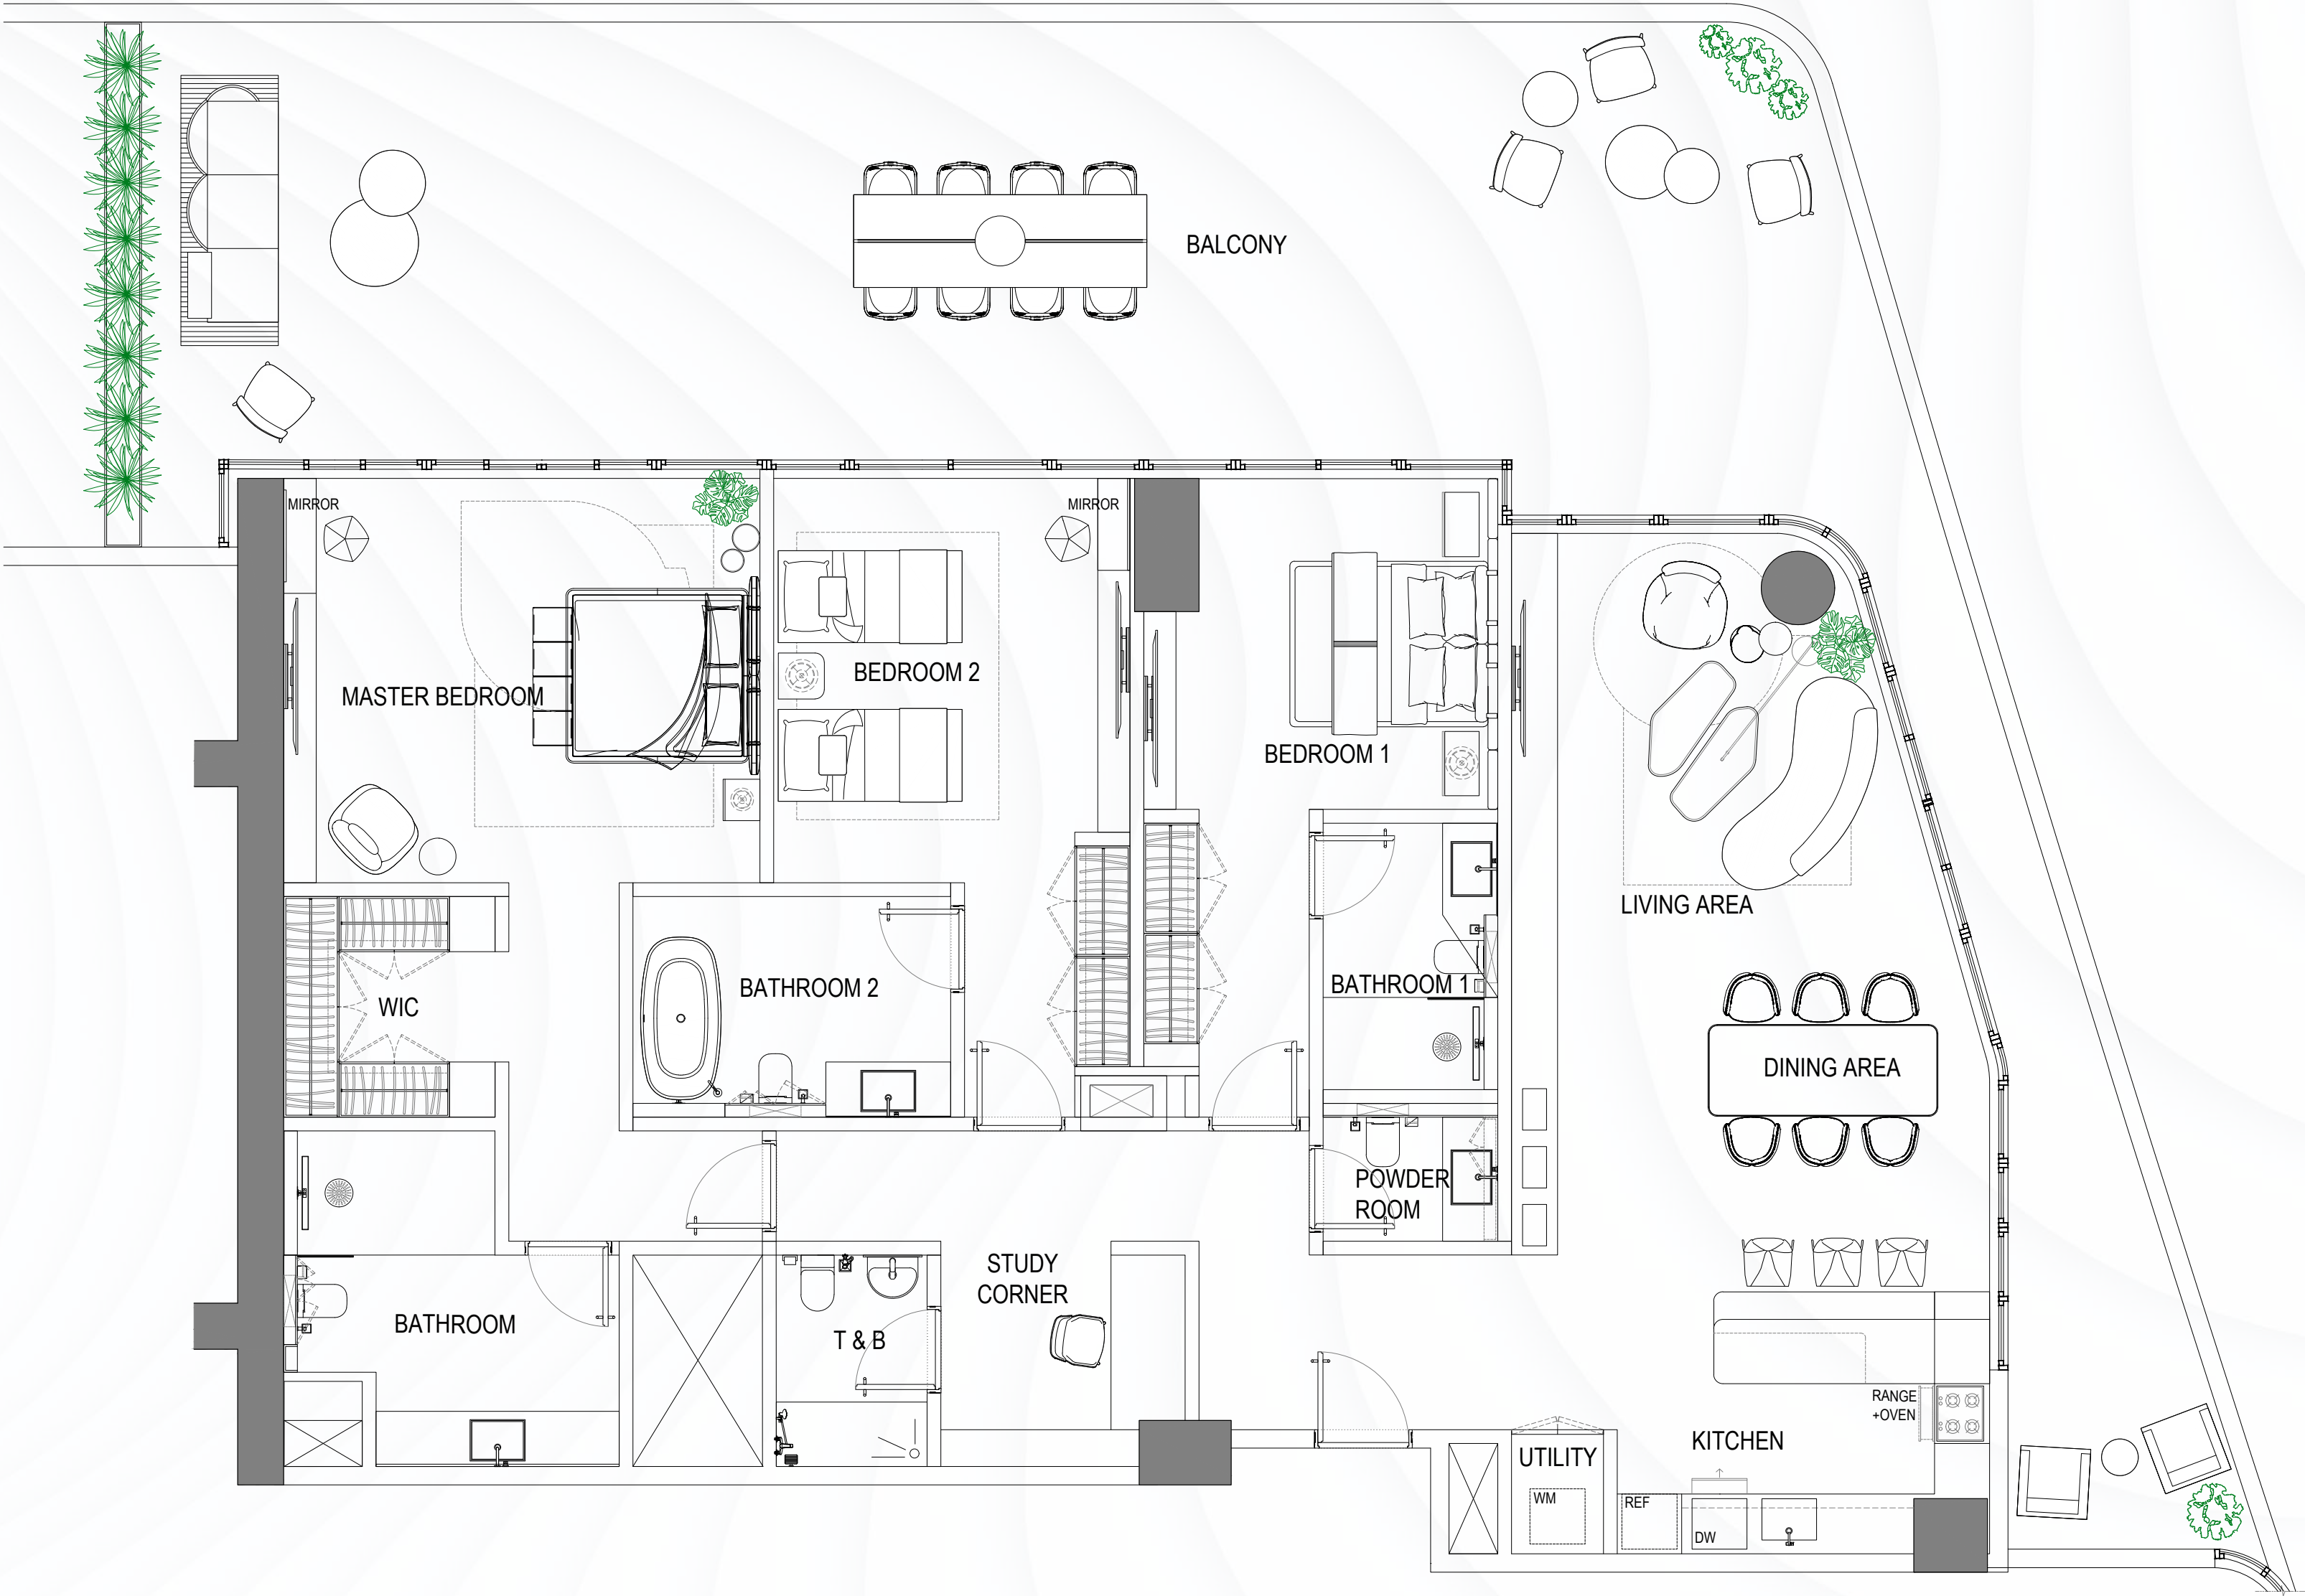 BALCONY
MIRROR
MIRROR
MASTER BEDROOM
BEDROOM 2
BEDROOM 1
LIVING AREA
WIC
BATHROOM 2
BATHROOM 1
DINING AREA
POWDER
ROOM
STUDY
CORNER
BATHROOM
T & B
RANGE
+OVEN
KITCHEN
UTILITY
WM
REF
DW